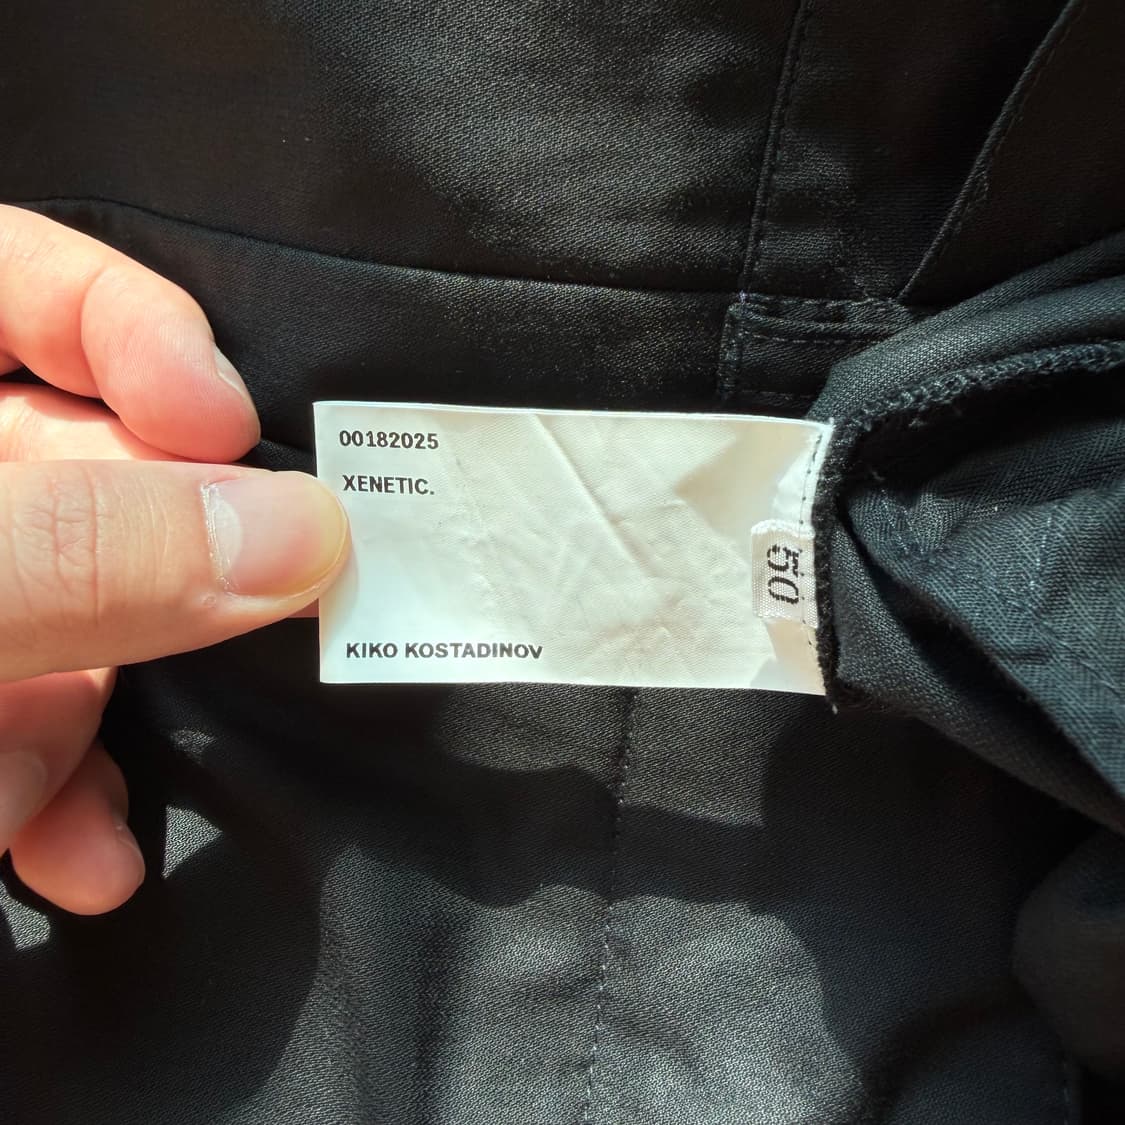 00182025
XENETIC.
50
KIKO KOSTADINOV